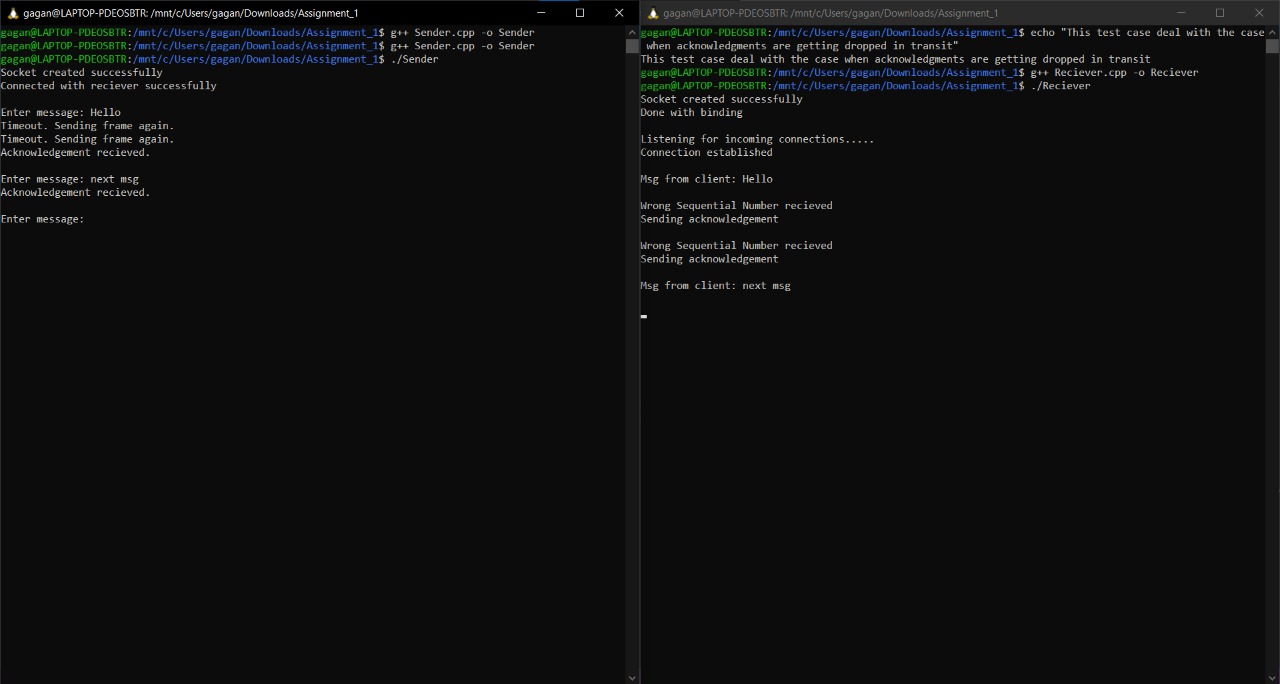 gagan@LAPTOP-PDEOSBTR: /mnt/c/Users/gagan/Downloads/Assignment_1
gagan@LAPTOP-PDEOSBTR:/mnt/c/Users/gagan/Downloads/Assignment_1$ g++ Sender.cpp -o Sender
gagan@LAPTOP-PDEOSBTR:/mnt/c/Users/gagan/Downloads/Assignment_1$ g++ Sender.cpp -o Sender
gagan@LAPTOP-PDEOSBTR:/mnt/c/Users/gagan/Downloads/Assignment_1$ ./Sender
Socket created successfully
Connected with reciever successfully
Enter message: Hello
Timeout. Sending frame again.
Timeout. Sending frame again.
Acknowledgement recieved.
Enter message: next msg
Acknowledgement recieved.
Enter message:
gagan@LAPTOP-PDEOSBTR: /mnt/c/Users/gagan/Downloads/Assignment_1
gagan@LAPTOP-PDEOSBTR:/mnt/c/Users/gagan/Downloads/Assignment_1$ echo "This test case deal with the case
when acknowledgments are getting dropped in transit"
This test case deal with the case when acknowledgments are getting dropped in transit
gagan@LAPTOP-PDEOSBTR:/mnt/c/Users/gagan/Downloads/Assignment_1$ g++ Reciever.cpp -o Reciever
gagan@LAPTOP-PDEOSBTR:/mnt/c/Users/gagan/Downloads/Assignment_1$ ./Reciever
Socket created successfully
Done with binding
Listening for incoming connections.....
Connection established
Msg from client: Hello
Wrong Sequential Number recieved
Sending acknowledgement
Wrong Sequential Number recieved
Sending acknowledgement
Msg from client: next msg